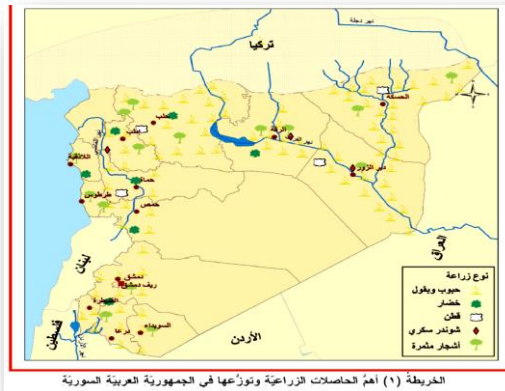 نهر دجلة
تركيا
الحسكة
حلب
إدلب
الرقة
نهر الفرات
اللاذقية
دير الزور
حماة
طرطوس
حمص
العراق
لبنان
دمشق
ريف دمشق
القنيطرة
السويداء
درعا
فلسطين
الأردن
نوع زراعة
حبوب وبقول
خضار
قطن
شوندر سكري
أشجار مثمرة
الخريطة (١) أهمّ الحاصلات الزراعيّة وتوزّعها في الجمهوريّة العربيّة السوريّة